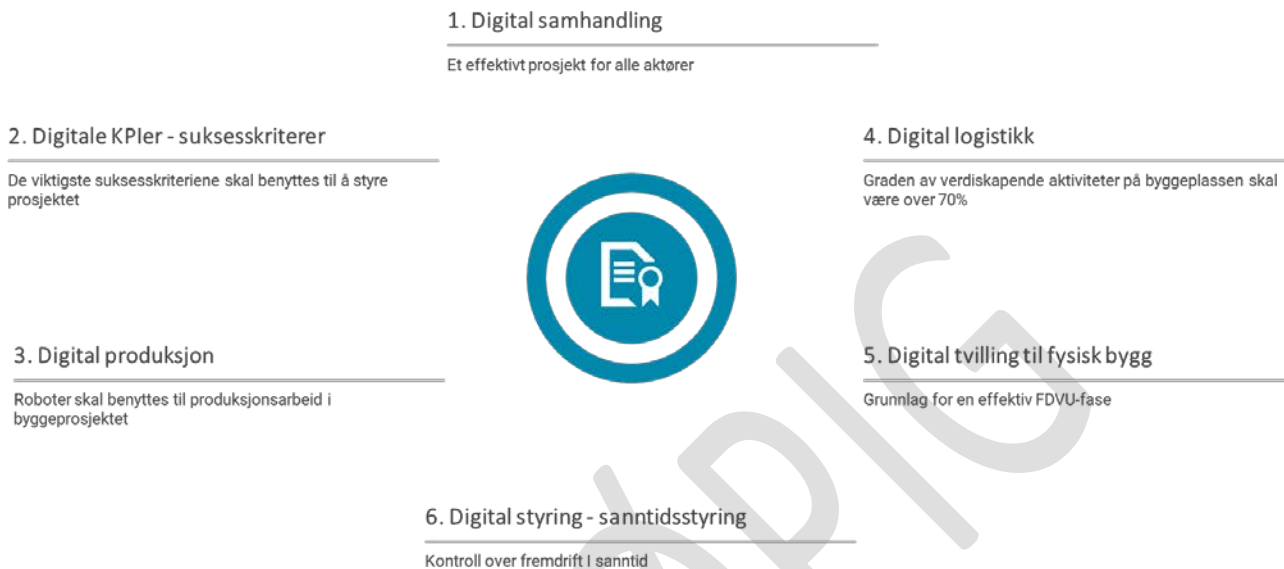 1. Digital samhandling
Et effektivt prosjekt for alle aktører
2. Digitale KPIer - suksesskriterer
De viktigste suksesskriteriene skal benyttes til å styre
prosjektet
3. Digital produksjon
Roboter skal benyttes til produksjonsarbeid i
byggeprosjektet
4. Digital logistikk
Graden av verdiskapende aktiviteter på byggeplassen skal
være over 70%
5. Digital tvilling til fysisk bygg
Grunnlag for en effektiv FDVU-fase
6. Digital styring - sanntidsstyring
Kontroll over fremdrift I sanntid